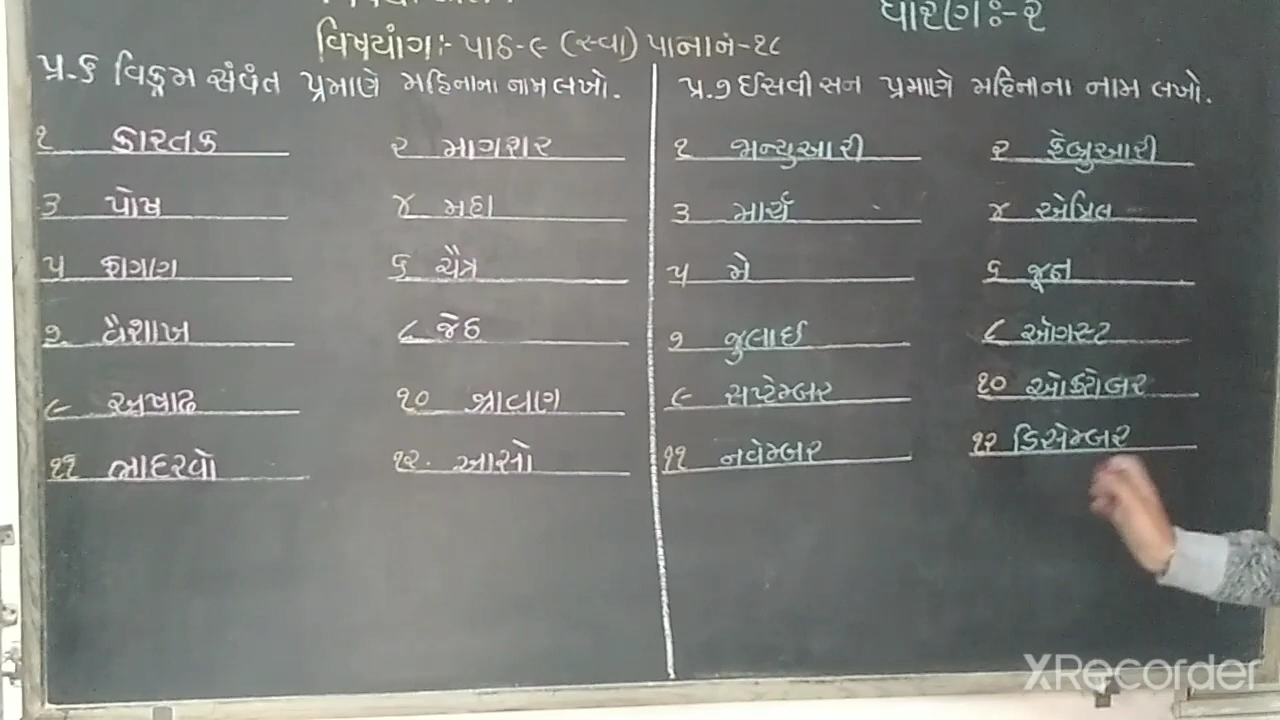 ધોરણઃ-૨
વિષયાંગઃ- પાઠ-૯ (સ્વા) પાના નં-૧૮
પ્ર.૬ વિક્રમ સંવંત પ્રમાણે મહિનાના નામ લખો.
૧ કારતક ૨ માગશર
૩ પોષ ૪ મહા
૫ ફાગણ ૬ ચૈત્ર
૭. વૈશાખ ૮ જેઠ
૯ અષાઢ ૧૦ શ્રાવણ
૧૧ ભાદરવો ૧૨. આસો
પ્ર.૭ ઈસવીસન પ્રમાણે મહિનાના નામ લખો.
૧ જાન્યુઆરી ૨ ફેબ્રુઆરી
૩ માર્ચ ૪ એપ્રિલ
૫ મે ૬ જૂન
૭ જુલાઈ ૮ ઓગસ્ટ
૯ સપ્ટેમ્બર ૧૦ ઓક્ટોબર
૧૧ નવેમ્બર ૧૨ ડિસેમ્બર
XRecorder